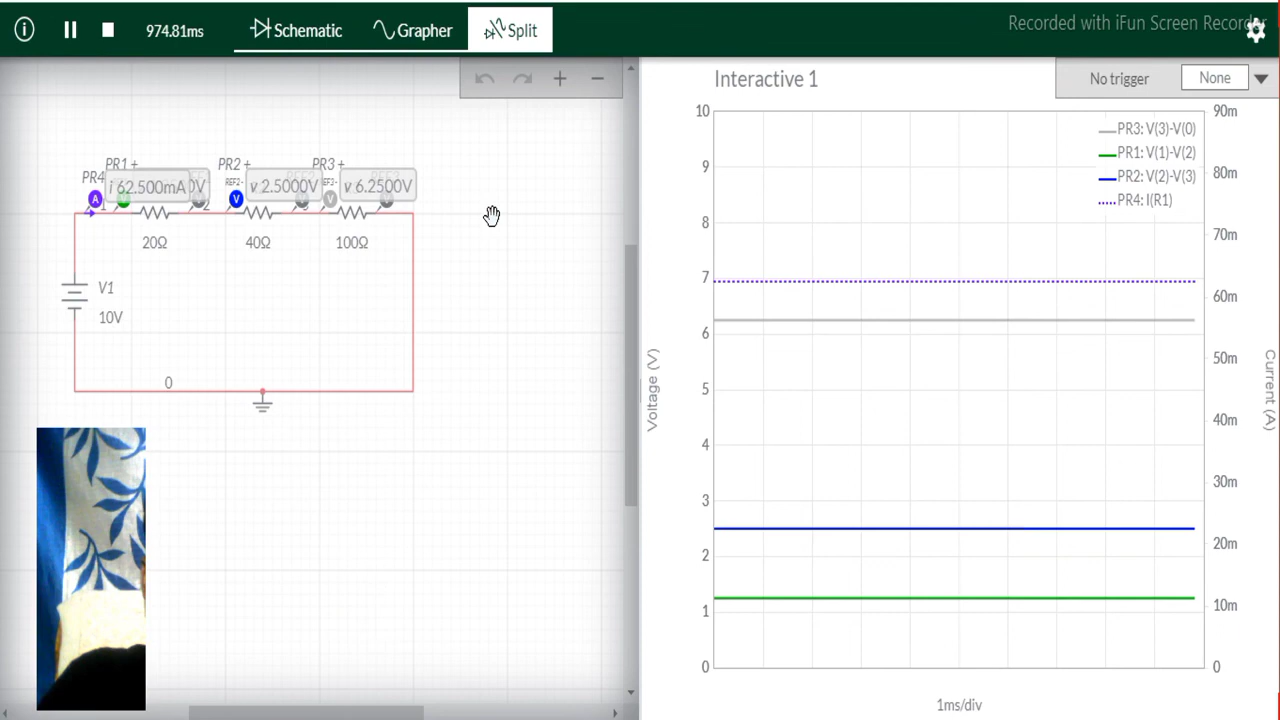 974.81ms
Schematic
Grapher
Split
Recorded with iFun Screen Recorder
Interactive 1
No trigger
None
PR4
PR1 +
PR2 +
PR3 +
i 62.500mA
0V
REF2-
v 2.5000V
v 6.2500V
A
V
20Ω
40Ω
100Ω
V1
10V
0
PR3: V(3)-V(0)
PR1: V(1)-V(2)
PR2: V(2)-V(3)
PR4: I(R1)
Voltage (V)
10
9
8
7
6
5
4
3
2
1
0
90m
80m
70m
60m
50m
40m
30m
20m
10m
0
Current (A)
1ms/div